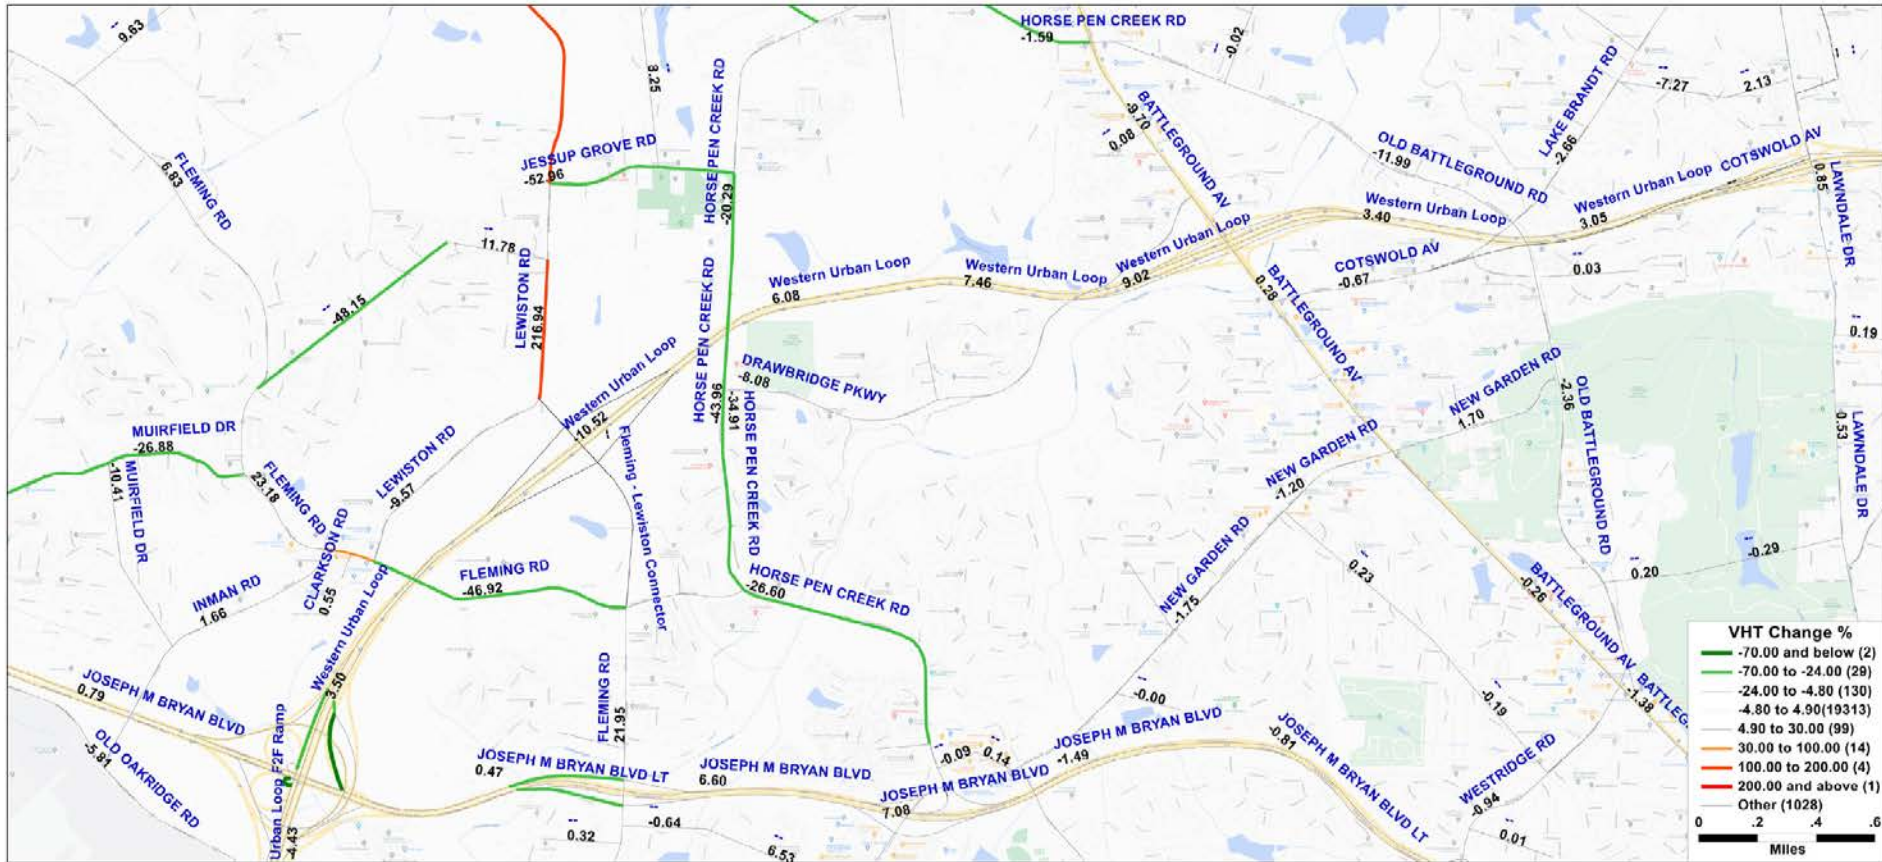 HORSE PEN CREEK RD
-1.59
9.63
-0.02
8.25
HORSE PEN CREEK RD
-20.29
BATTLEGROUND AV
-9.70
0.08
LAKE BRANDT RD
-2.66
-7.27
2.13
FLEMING RD
6.83
JESSUP GROVE RD
-52.96
OLD BATTLEGROUND RD
-11.99
Western Urban Loop
3.05
COTSWOLD AV
0.85
LAWNDALE DR
Western Urban Loop
3.40
11.78
LEWISTON RD
216.94
HORSE PEN CREEK RD
-43.96
Western Urban Loop
6.08
Western Urban Loop
7.46
Western Urban Loop
9.02
COTSWOLD AV
-0.67
0.03
BATTLEGROUND AV
0.28
-48.15
0.19
Western Urban Loop
-10.52
DRAWBRIDGE PKWY
-8.08
HORSE PEN CREEK RD
-34.91
NEW GARDEN RD
1.70
OLD BATTLEGROUND RD
-2.36
LAWNDALE DR
0.53
MUIRFIELD DR
-26.88
MUIRFIELD DR
-10.41
FLEMING RD
23.18
LEWISTON RD
-9.57
Fleming - Lewiston Connector
NEW GARDEN RD
-1.20
INMAN RD
1.66
CLARKSON RD
0.55
FLEMING RD
-46.92
HORSE PEN CREEK RD
-26.60
NEW GARDEN RD
-1.75
0.23
BATTLEGROUND AV
-0.26
0.20
-0.29
Western Urban Loop
3.50
JOSEPH M BRYAN BLVD
0.79
OLD OAKRIDGE RD
-5.81
Urban Loop F2F Ramp
-4.43
FLEMING RD
21.95
JOSEPH M BRYAN BLVD LT
0.47
JOSEPH M BRYAN BLVD
6.60
JOSEPH M BRYAN BLVD
7.08
-0.09
0.14
JOSEPH M BRYAN BLVD
-1.49
-0.00
-0.19
JOSEPH M BRYAN BLVD LT
-0.81
WESTRIDGE RD
-0.94
0.01
BATTLEG
-1.38
0.32
-0.64
6.53
VHT Change %
-70.00 and below (2)
-70.00 to -24.00 (29)
-24.00 to -4.80 (130)
-4.80 to 4.90(19313)
4.90 to 30.00 (99)
30.00 to 100.00 (14)
100.00 to 200.00 (4)
200.00 and above (1)
Other (1028)
0 .2 .4 .6
Miles